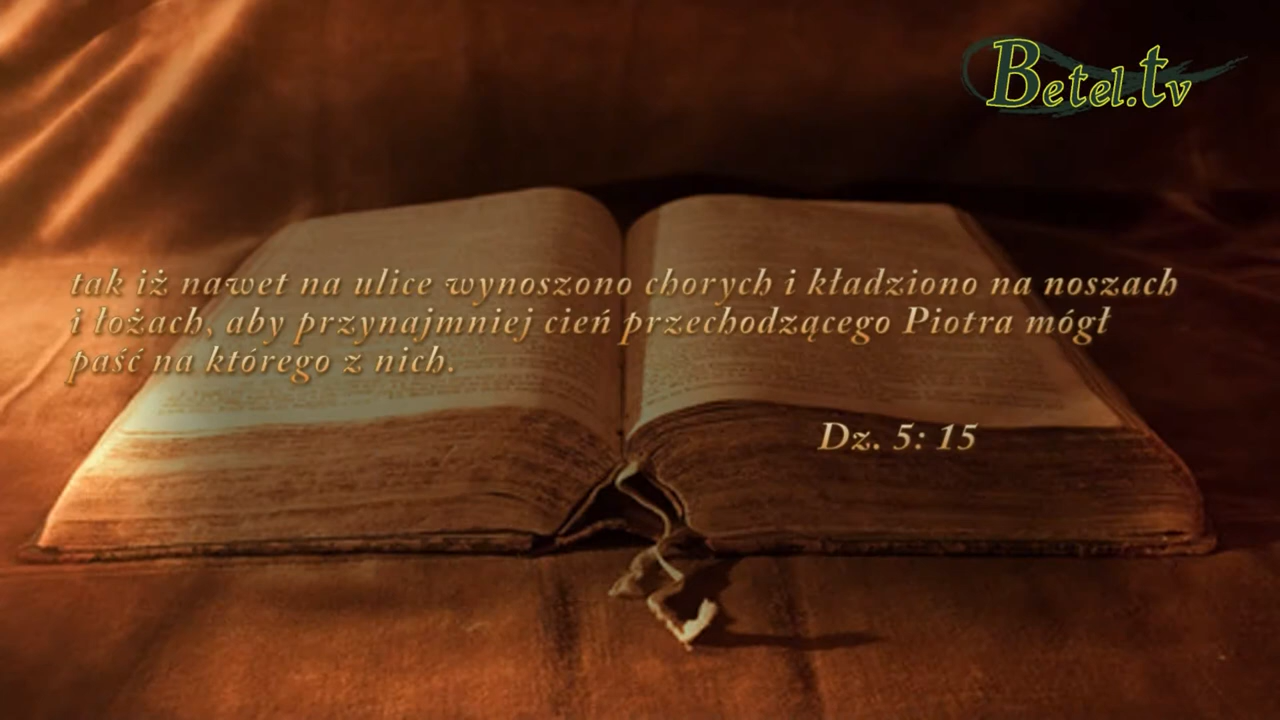 Betel.tv
tak iż nawet na ulice wynoszono chorych i kładziono na noszach
i łożach, aby przynajmniej cień przechodzącego Piotra mógł
paść na którego z nich.
Dz. 5: 15